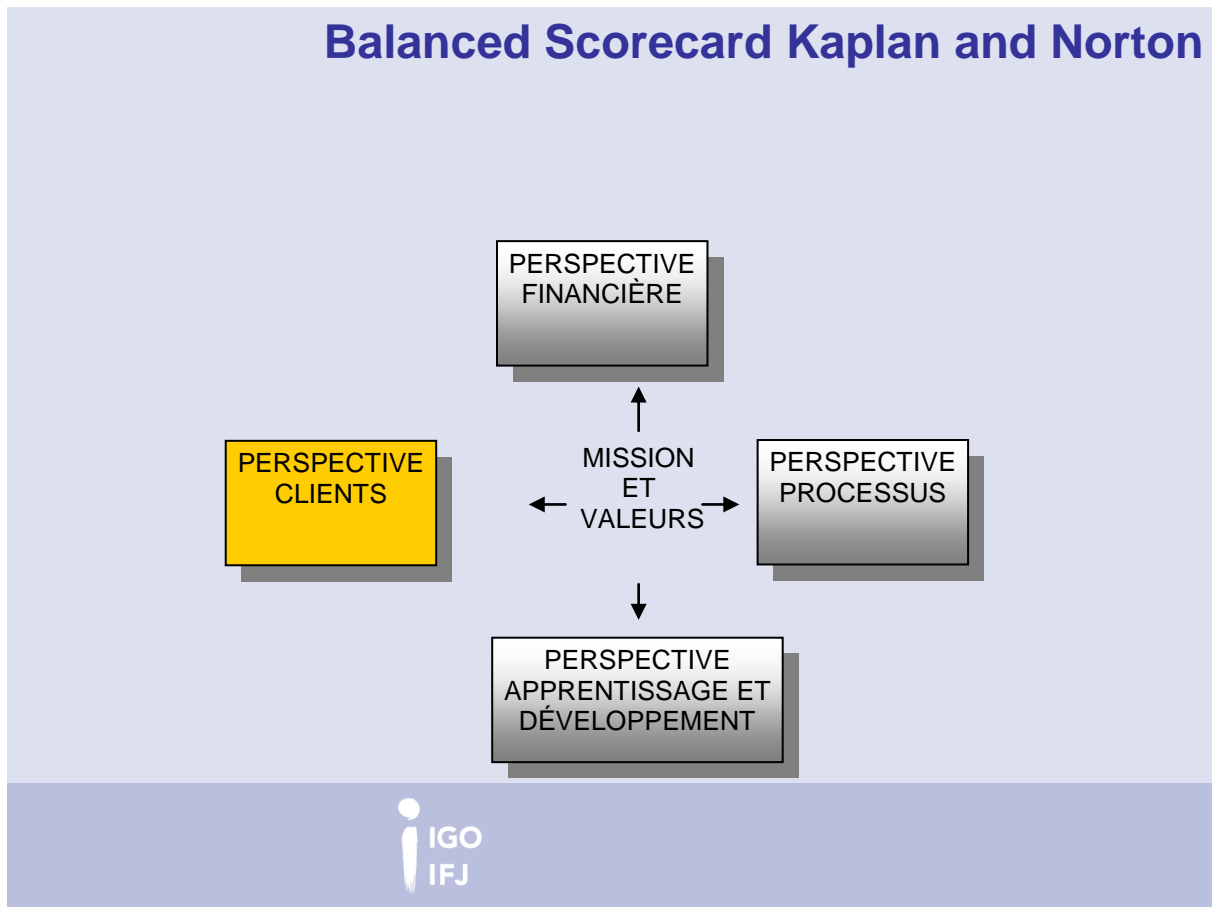 Balanced Scorecard Kaplan and Norton
PERSPECTIVE
FINANCIÈRE
PERSPECTIVE
CLIENTS
MISSION
ET
VALEURS
PERSPECTIVE
PROCESSUS
PERSPECTIVE
APPRENTISSAGE ET
DÉVELOPPEMENT
IGO
IFJ